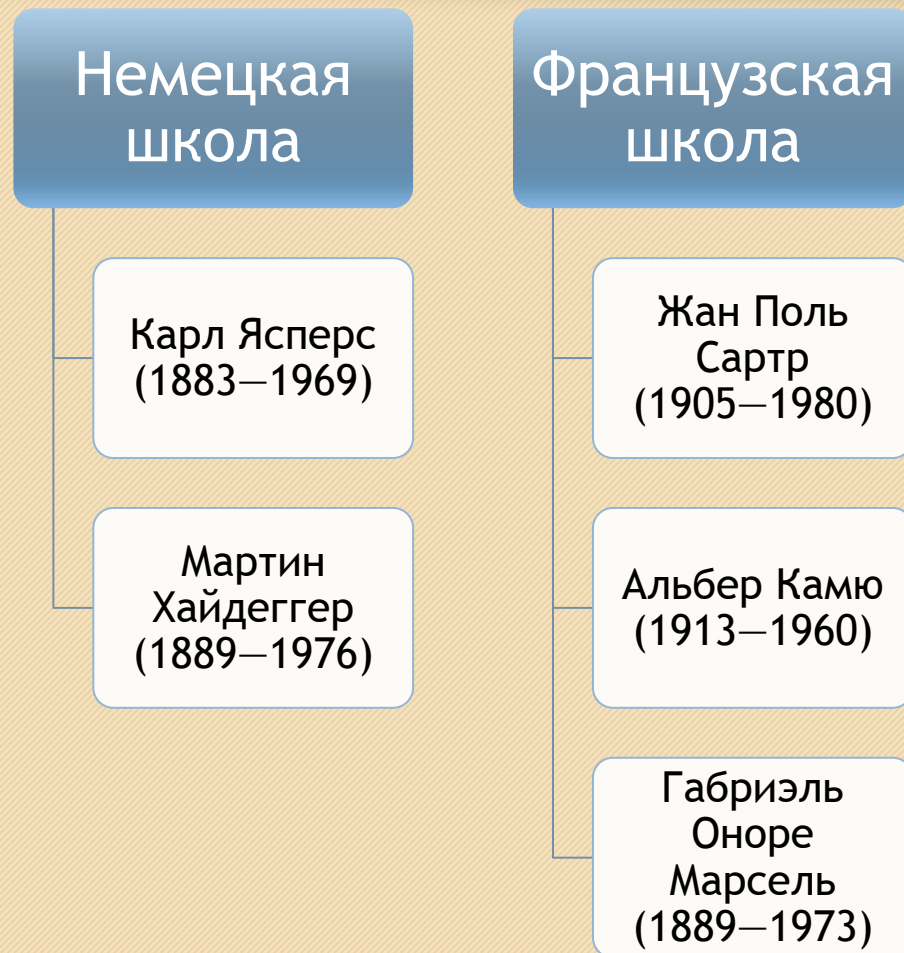 Немецкая
школа
Карл Ясперс
(1883—1969)
Мартин
Хайдеггер
(1889—1976)
Французская
школа
Жан Поль
Сартр
(1905—1980)
Альбер Камю
(1913—1960)
Габриэль
Оноре
Марсель
(1889—1973)